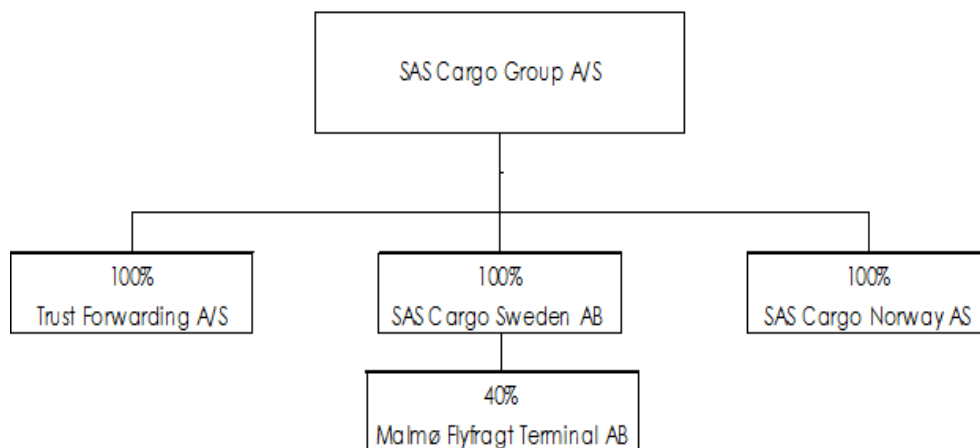 SAS Cargo Group A/S
100%
Trust Forwarding A/S
100%
SAS Cargo Sweden AB
100%
SAS Cargo Norway AS
40%
Malmø Flyfragt Terminal AB